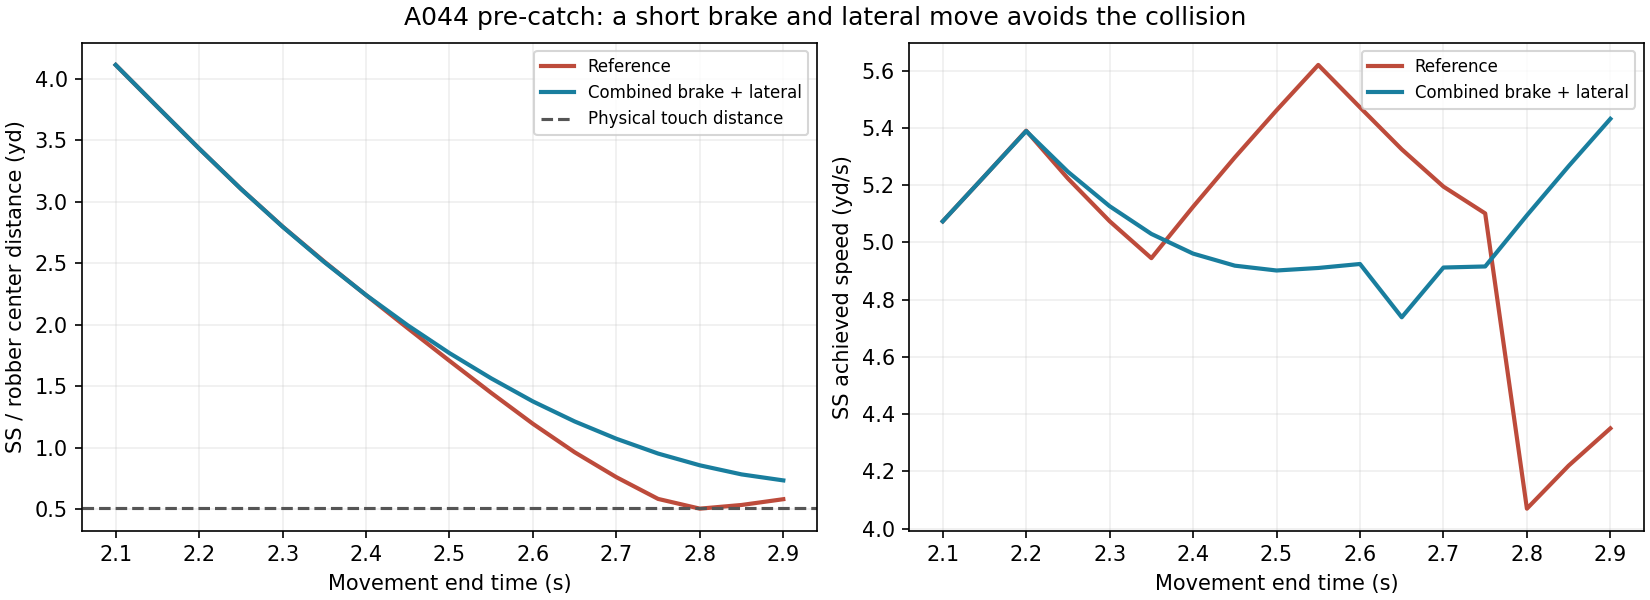 A044 pre-catch: a short brake and lateral move avoids the collision
SS / robber center distance (yd)
4.0
3.5
3.0
2.5
2.0
1.5
1.0
0.5
Reference
Combined brake + lateral
Physical touch distance
2.1 2.2 2.3 2.4 2.5 2.6 2.7 2.8 2.9
Movement end time (s)
SS achieved speed (yd/s)
5.6
5.4
5.2
5.0
4.8
4.6
4.4
4.2
4.0
Reference
Combined brake + lateral
2.1 2.2 2.3 2.4 2.5 2.6 2.7 2.8 2.9
Movement end time (s)